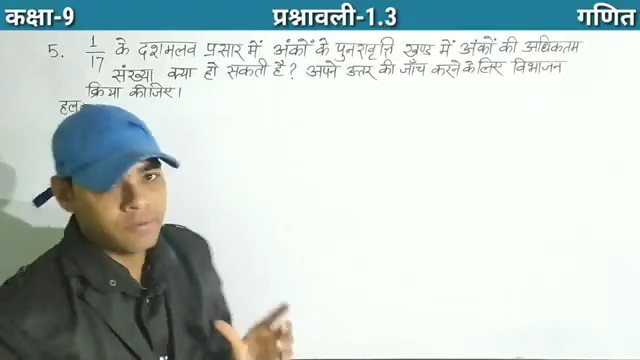 कक्षा-9 प्रश्नावली-1.3 गणित
5. 1/17 के दशमलव प्रसार में अंकों के पुनरावृत्ति खण्ड में अंकों की अधिकतम
संख्या क्या हो सकती है? अपने उत्तर की जाँच करने के लिए विभाजन
क्रिया कीजिए।
हल